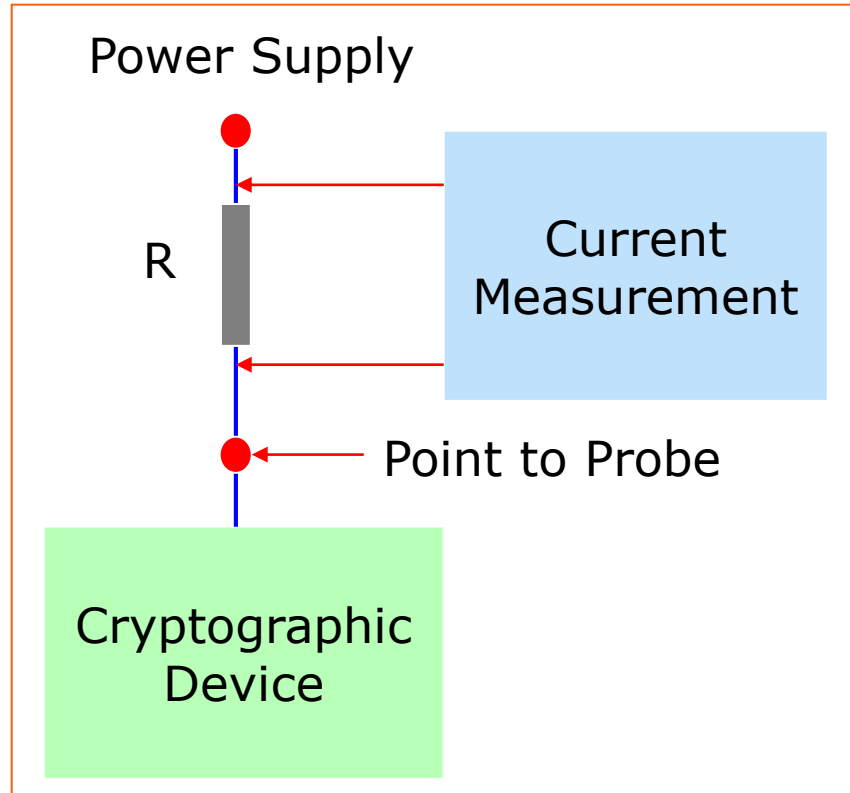 Power Supply
R
Current
Measurement
Point to Probe
Cryptographic
Device